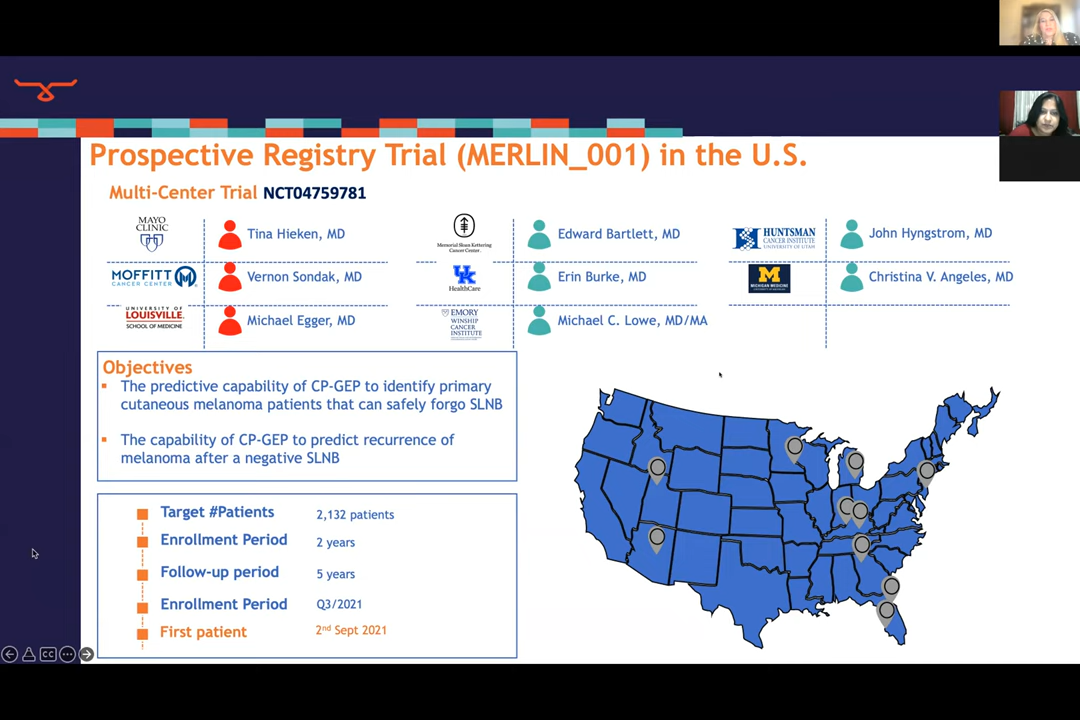 Prospective Registry Trial (MERLIN_001) in the U.S.
Multi-Center Trial NCT04759781
MAYO
CLINIC
Tina Hieken, MD
MOFFITT
CANCER CENTER
M
Vernon Sondak, MD
UNIVERSITY OF
LOUISVILLE
SCHOOL OF MEDICINE
Michael Egger, MD
Memorial Sloan Kettering
Cancer Center
Edward Bartlett, MD
UK
HealthCare
Erin Burke, MD
EMORY
WINSHIP
CANCER
INSTITUTE
Michael C. Lowe, MD/MA
HUNTSMAN
CANCER INSTITUTE
UNIVERSITY OF UTAH
John Hyngstrom, MD
M
MICHIGAN MEDICINE
Christina V. Angeles, MD
Objectives
The predictive capability of CP-GEP to identify primary
cutaneous melanoma patients that can safely forgo SLNB
The capability of CP-GEP to predict recurrence of
melanoma after a negative SLNB
Target #Patients 2,132 patients
Enrollment Period 2 years
Follow-up period 5 years
Enrollment Period Q3/2021
First patient 2nd Sept 2021
CC